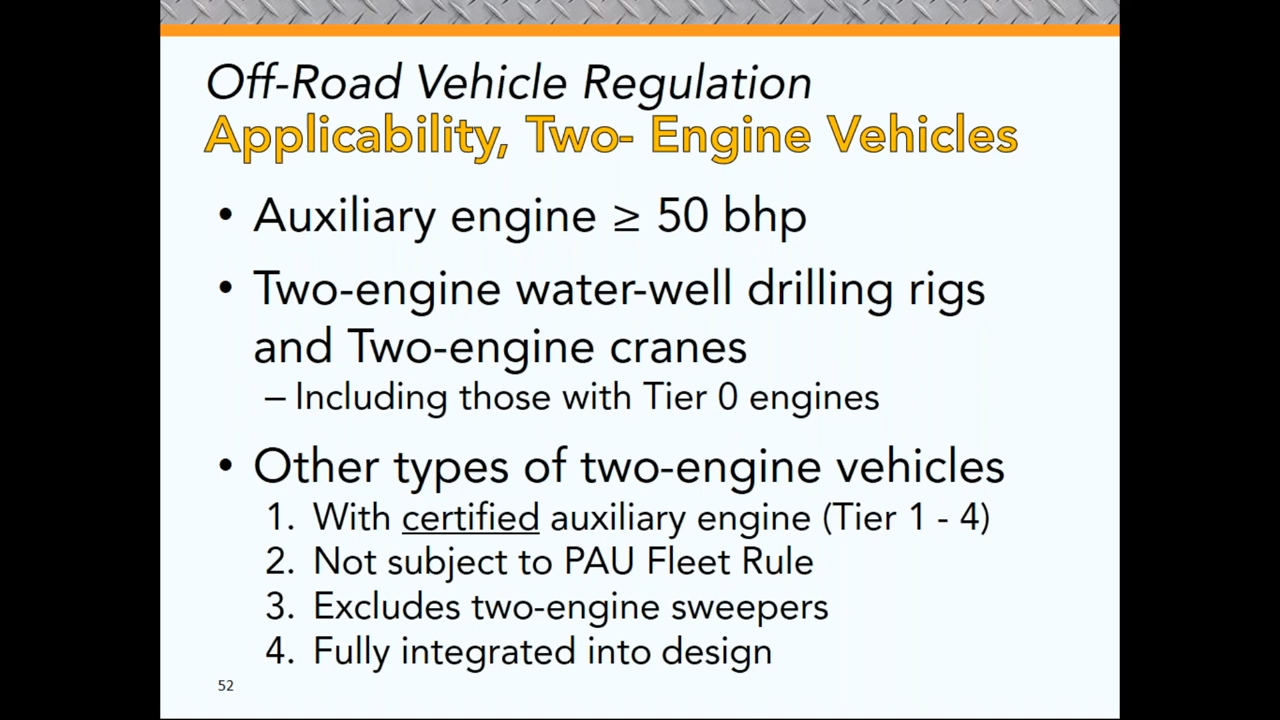 Off-Road Vehicle Regulation
Applicability, Two- Engine Vehicles
• Auxiliary engine ≥ 50 bhp
• Two-engine water-well drilling rigs
and Two-engine cranes
– Including those with Tier 0 engines
• Other types of two-engine vehicles
1. With certified auxiliary engine (Tier 1 - 4)
2. Not subject to PAU Fleet Rule
3. Excludes two-engine sweepers
4. Fully integrated into design
52